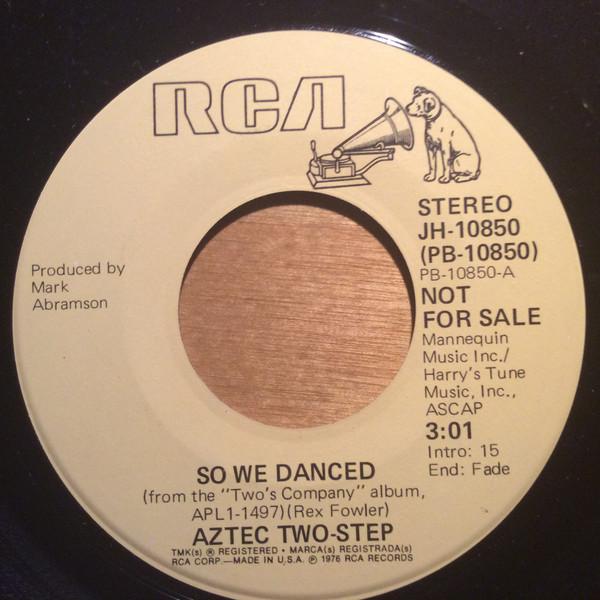 RCA
STEREO
JH-10850
(PB-10850)
PB-10850-A
NOT
FOR SALE
Mannequin
Music Inc./
Harry's Tune
Music, Inc.,
ASCAP
3:01
Intro: 15
End: Fade
Produced by
Mark
Abramson
SO WE DANCED
(from the "Two's Company" album,
APL1-1497)(Rex Fowler)
AZTEC TWO-STEP
TMK(s) ® REGISTERED • MARCA(s) REGISTRADA(s)
RCA CORP.—MADE IN U.S.A. ℗ 1976 RCA RECORDS